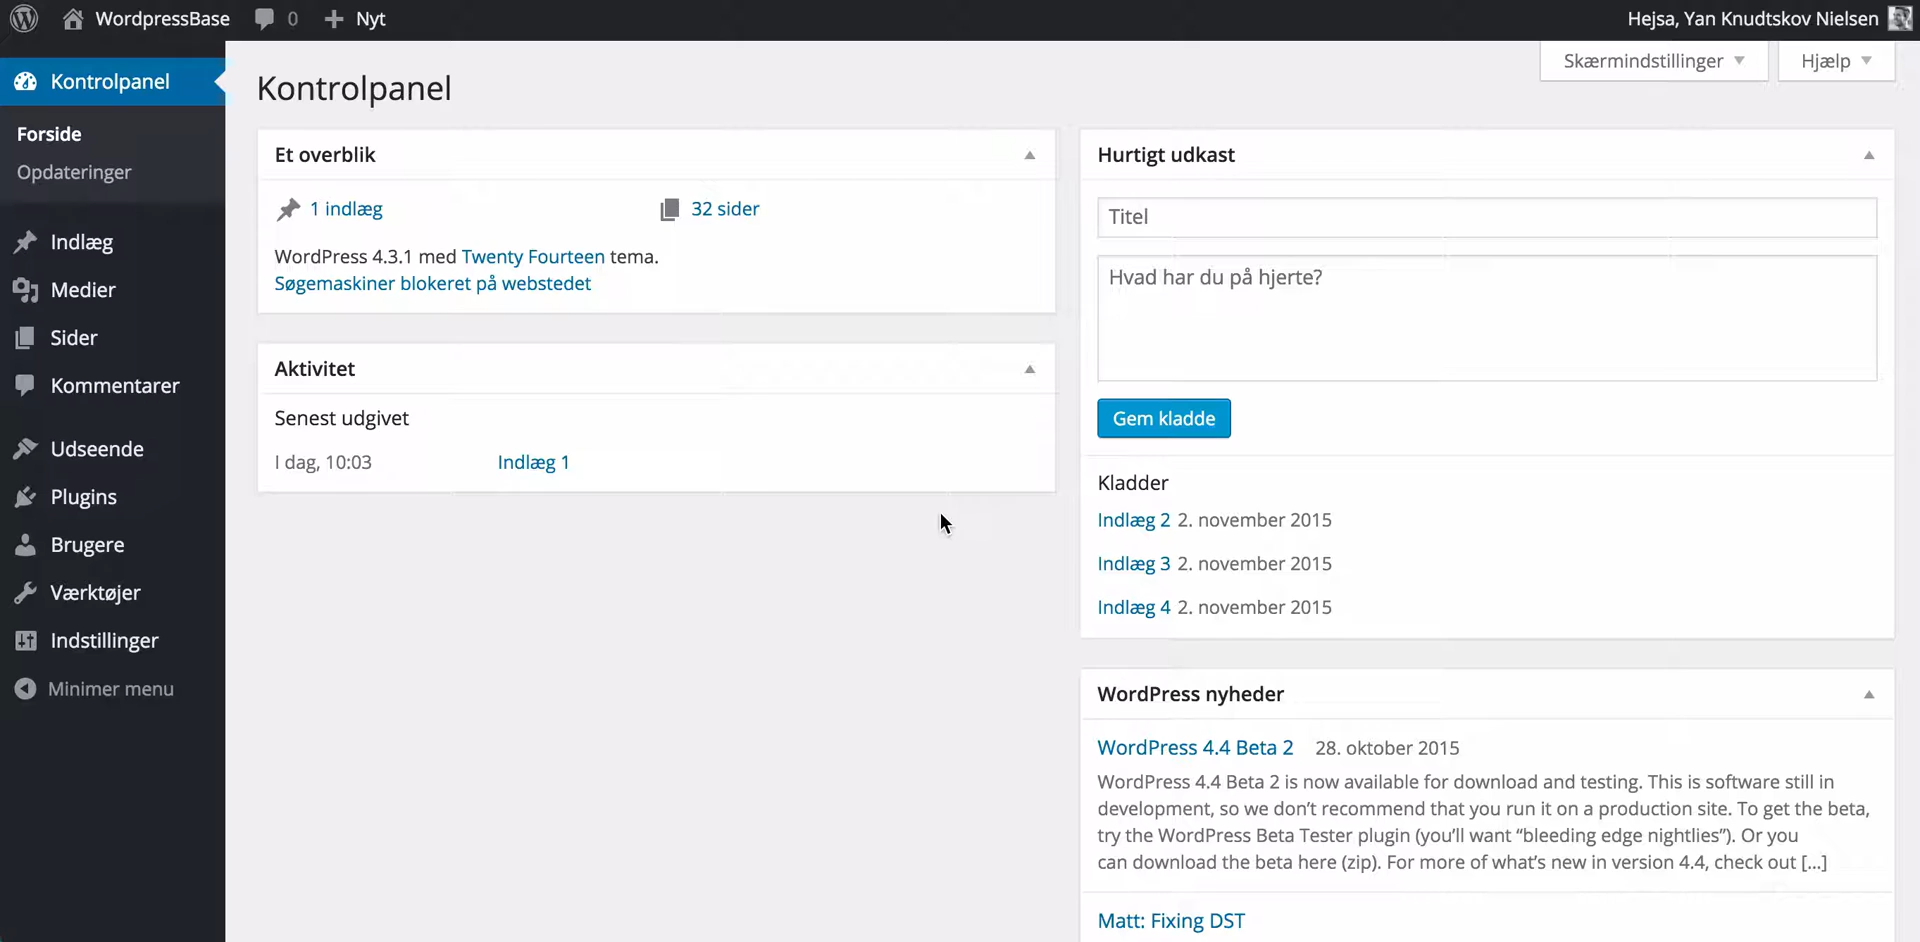 WordpressBase 0 Nyt Hejsa, Yan Knudtskov Nielsen
Skærmindstillinger Hjælp
Kontrolpanel
Forside
Opdateringer
Indlæg
Medier
Sider
Kommentarer
Udseende
Plugins
Brugere
Værktøjer
Indstillinger
Minimer menu
Kontrolpanel
Et overblik
1 indlæg 32 sider
WordPress 4.3.1 med Twenty Fourteen tema.
Søgemaskiner blokeret på webstedet
Aktivitet
Senest udgivet
I dag, 10:03 Indlæg 1
Hurtigt udkast
Titel
Hvad har du på hjerte?
Gem kladde
Kladder
Indlæg 2 2. november 2015
Indlæg 3 2. november 2015
Indlæg 4 2. november 2015
WordPress nyheder
WordPress 4.4 Beta 2 28. oktober 2015
WordPress 4.4 Beta 2 is now available for download and testing. This is software still in
development, so we don’t recommend that you run it on a production site. To get the beta,
try the WordPress Beta Tester plugin (you’ll want “bleeding edge nightlies”). Or you
can download the beta here (zip). For more of what’s new in version 4.4, check out [...]
Matt: Fixing DST